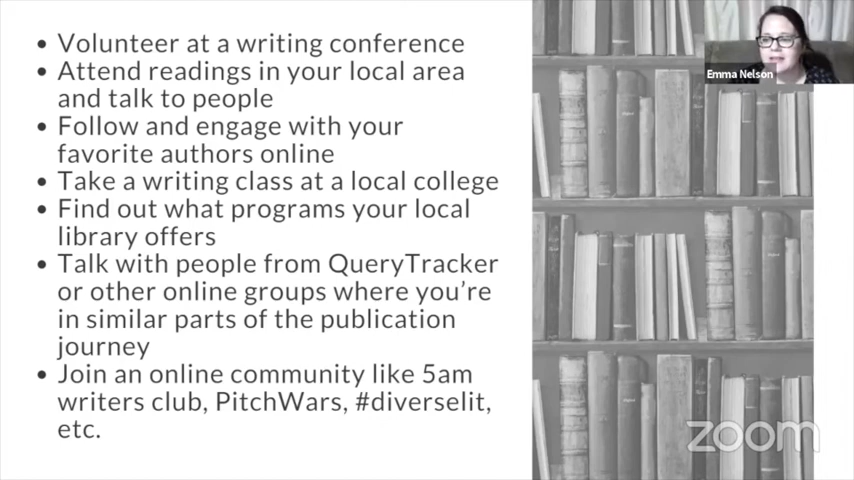 • Volunteer at a writing conference
• Attend readings in your local area
and talk to people
• Follow and engage with your
favorite authors online
• Take a writing class at a local college
• Find out what programs your local
library offers
• Talk with people from QueryTracker
or other online groups where you’re
in similar parts of the publication
journey
• Join an online community like 5am
writers club, PitchWars, #diverselit,
etc.
Emma Nelson
zoom